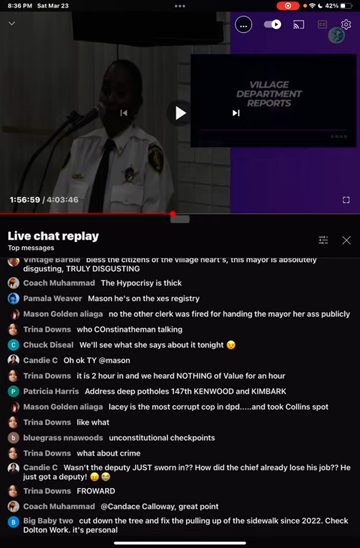 8:36 PM Sat Mar 23
42%
VILLAGE
DEPARTMENT
REPORTS
1:56:59 / 4:03:46
Live chat replay
Top messages
Vintage Barbie bless the citizens of the village heart's, this mayor is absolutely
disgusting, TRULY DISGUSTING
Coach Muhammad The Hypocrisy is thick
Pamala Weaver Mason he's on the xes registry
Mason Golden aliaga no the other clerk was fired for handing the mayor her ass publicly
Trina Downs who COnstinatheman talking
C Chuck Diseal We'll see what she says about it tonight
Candie C Oh ok TY @mason
Trina Downs it is 2 hour in and we heard NOTHING of Value for an hour
P Patricia Harris Address deep potholes 147th KENWOOD and KIMBARK
Mason Golden aliaga lacey is the most corrupt cop in dpd.....and took Collins spot
Trina Downs like what
b bluegrass nnawoods unconstitutional checkpoints
Trina Downs what about crime
Candie C Wasn't the deputy JUST sworn in?? How did the chief already lose his job?? He
just got a deputy!
Trina Downs FROWARD
Coach Muhammad @Candace Calloway, great point
B Big Baby two cut down the tree and fix the pulling up of the sidewalk since 2022. Check
Dolton Work. it's personal